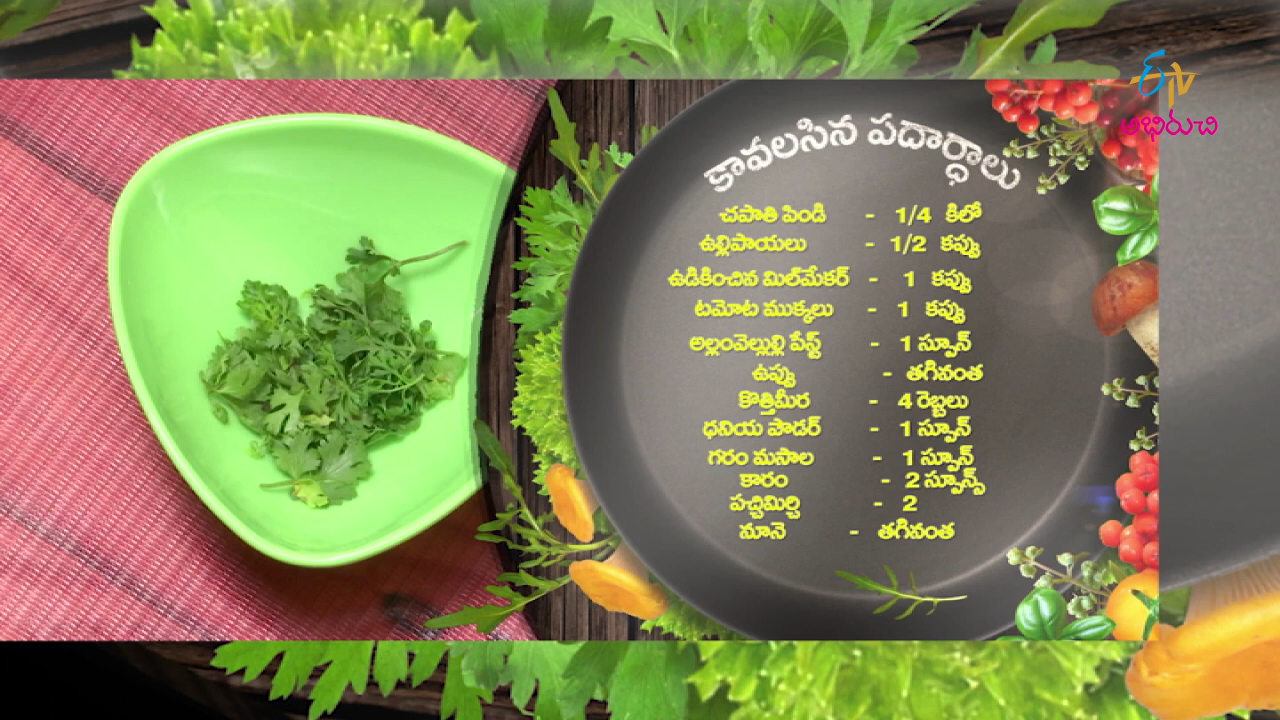 ETV
అభిరుచి
కావలసిన పదార్ధాలు
చపాతి పిండి - 1/4 కిలో
ఉల్లిపాయలు - 1/2 కప్పు
ఉడికించిన మిల్‌మేకర్ - 1 కప్పు
టమోట ముక్కలు - 1 కప్పు
అల్లంవెల్లుల్లి పేస్ట్ - 1 స్పూన్
ఉప్పు - తగినంత
కొత్తిమీర - 4 రెబ్బలు
ధనియ పౌడర్ - 1 స్పూన్
గరం మసాల - 1 స్పూన్
కారం - 2 స్పూన్స్
పచ్చిమిర్చి - 2
నూనె - తగినంత